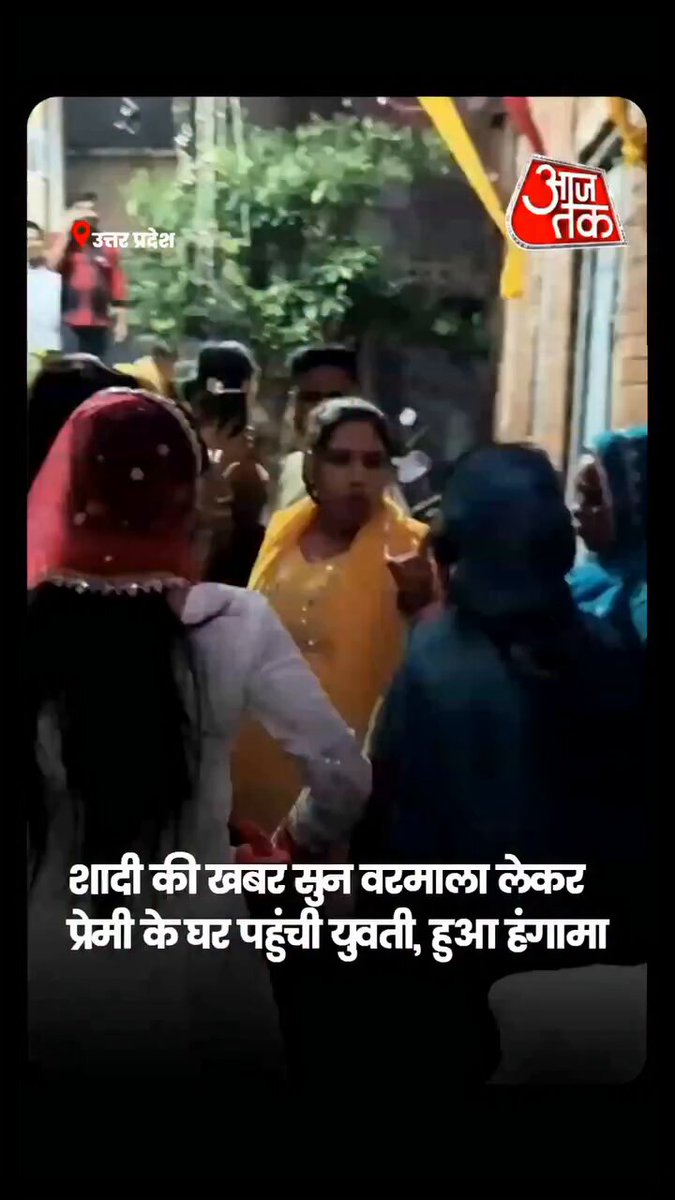 आज
तक
उत्तर प्रदेश
शादी की खबर सुन वरमाला लेकर
प्रेमी के घर पहुंची युवती, हुआ हंगामा